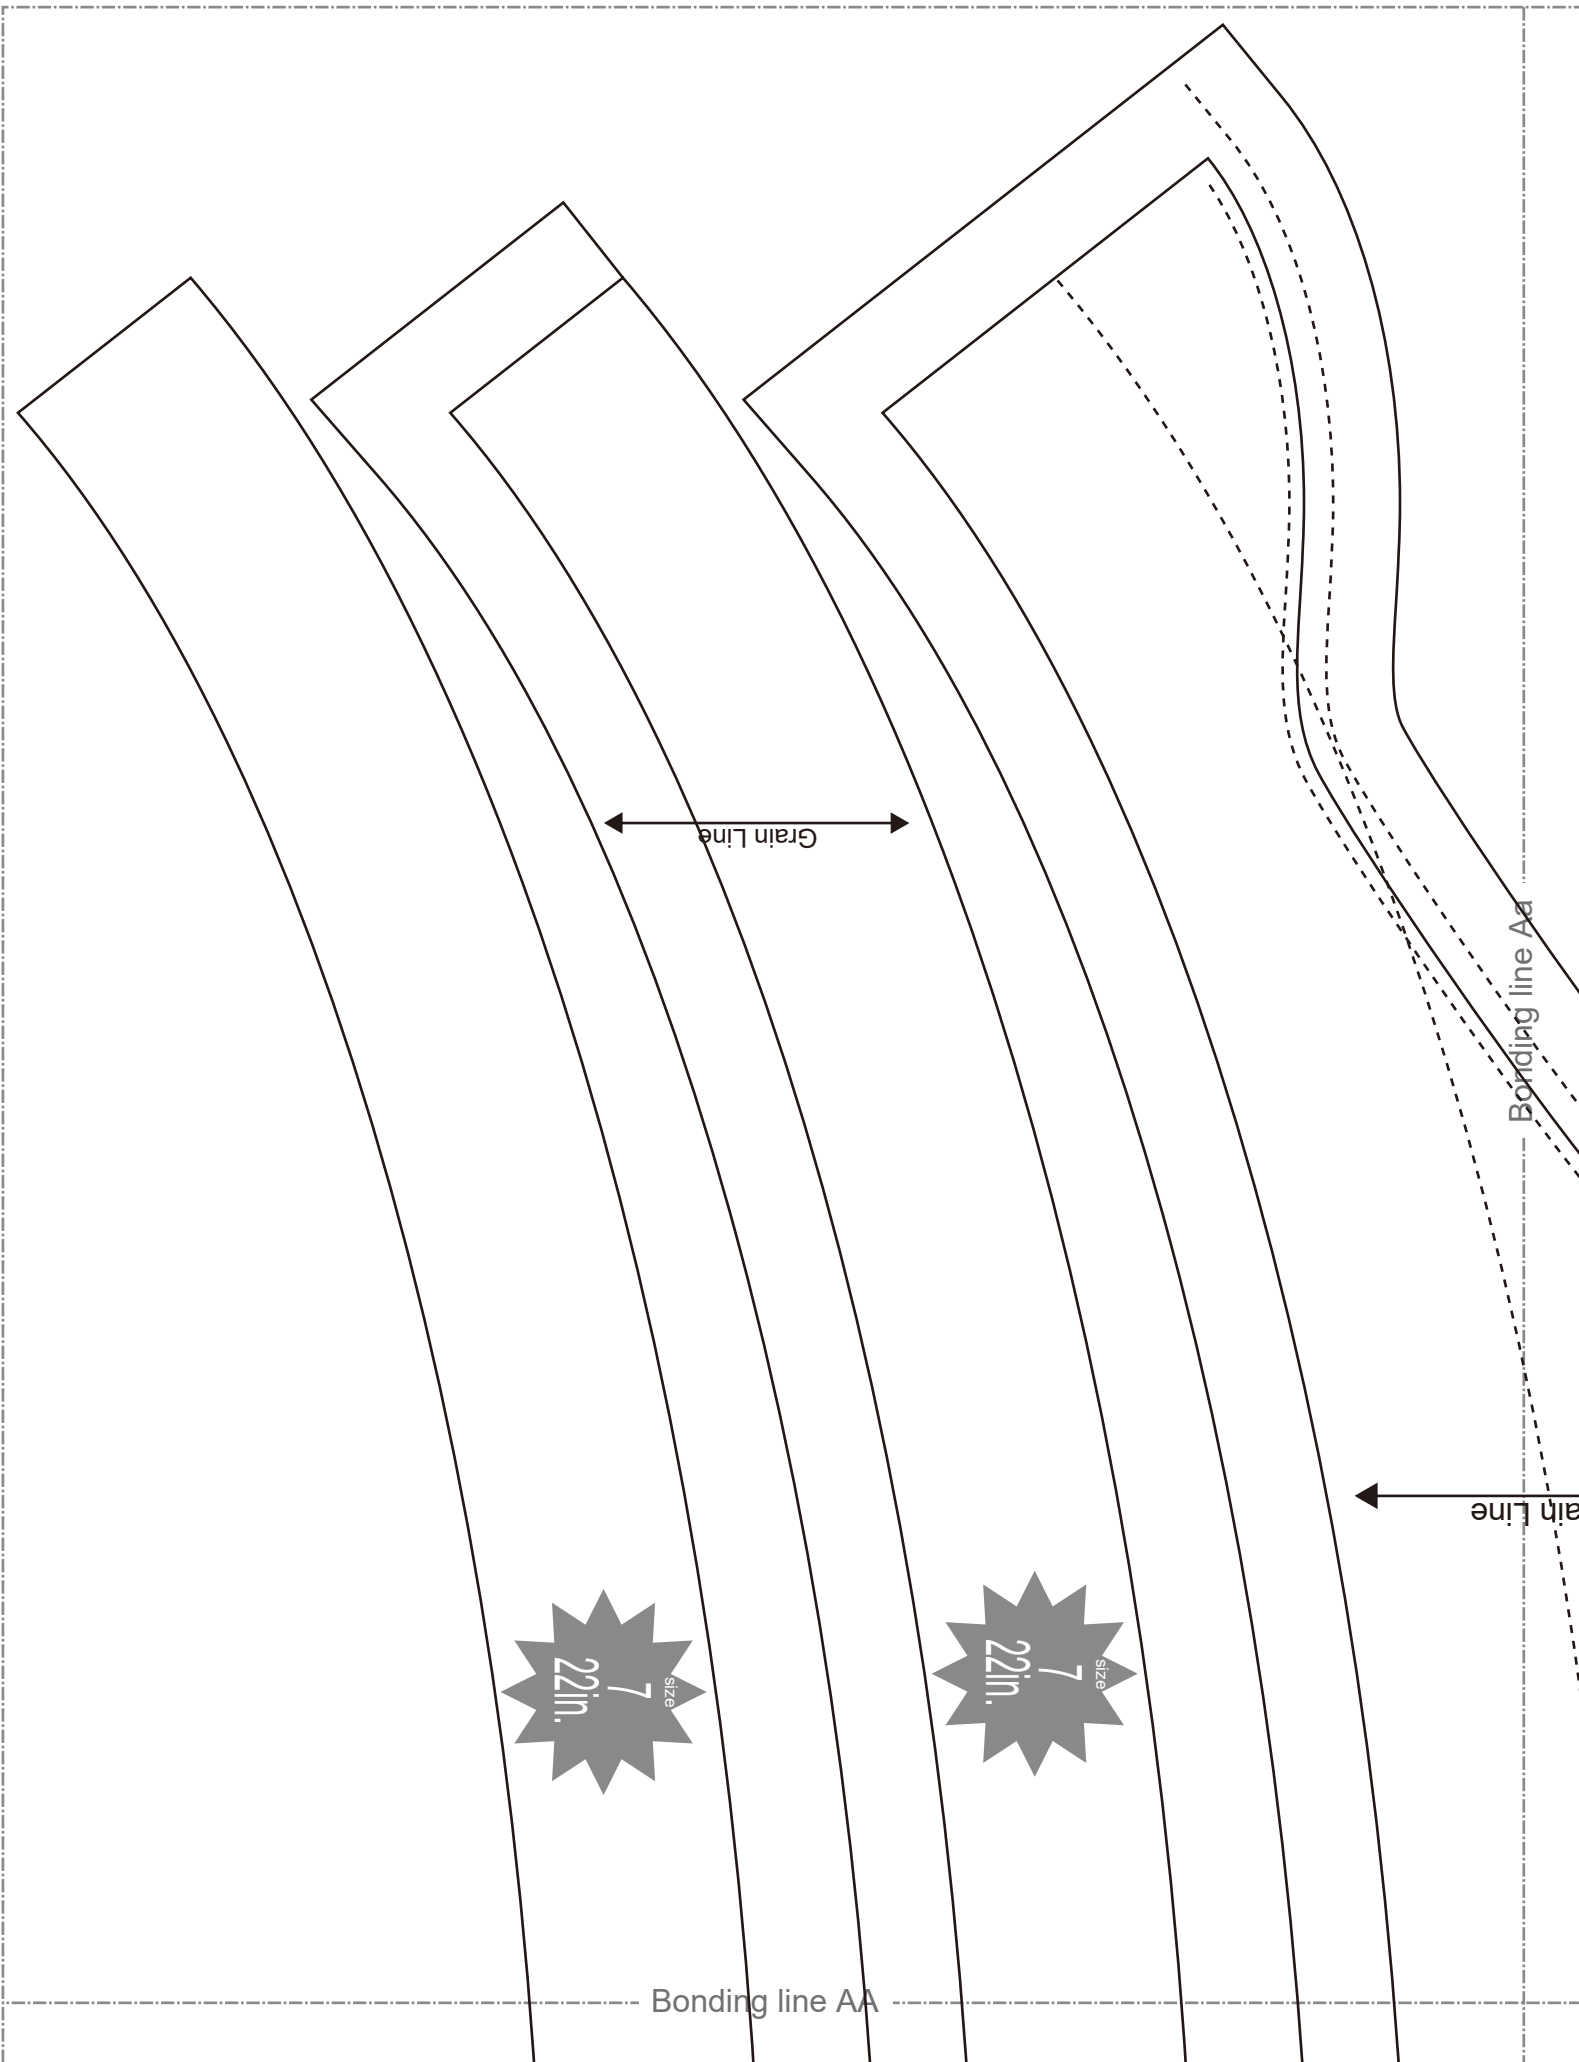 Grain Line
Bonding line Aa
ain Line
size
7
22in.
size
7
22in.
Bonding line AA